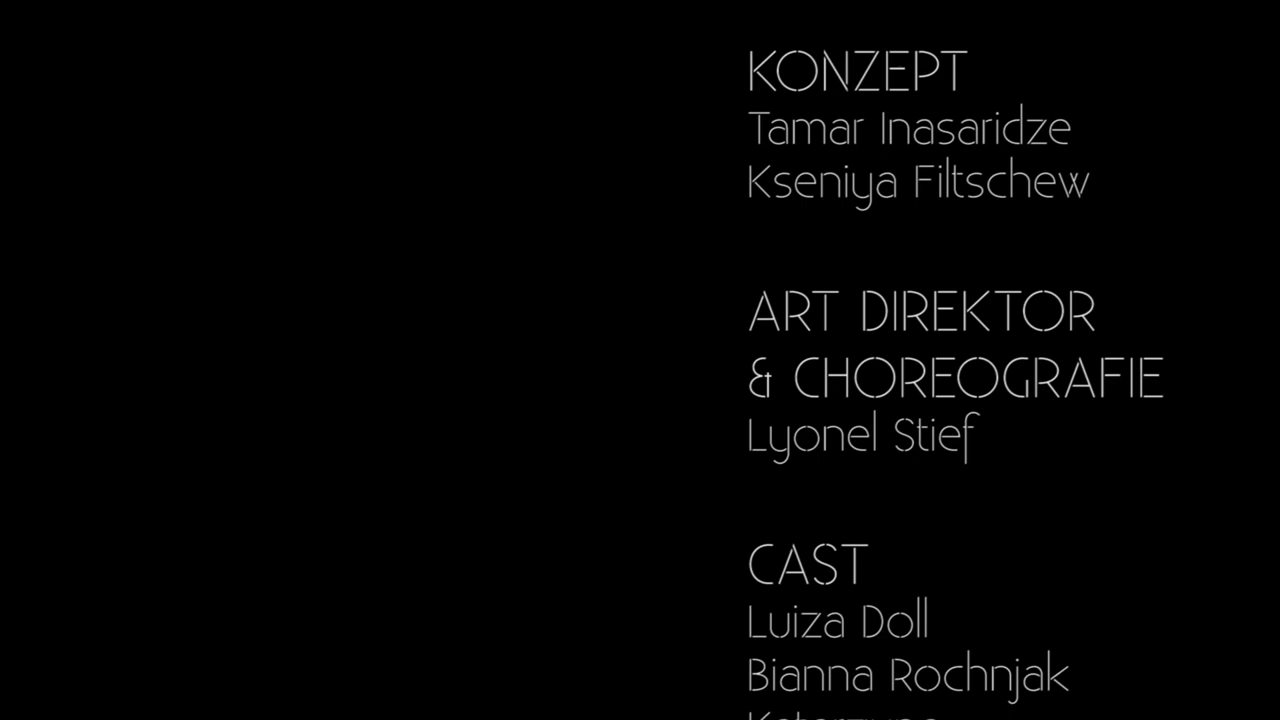 KONZEPT
Tamar Inasaridze
Kseniya Filtschew
ART DIREKTOR
& CHOREOGRAFIE
Lyonel Stief
CAST
Luiza Doll
Bianna Rochnjak